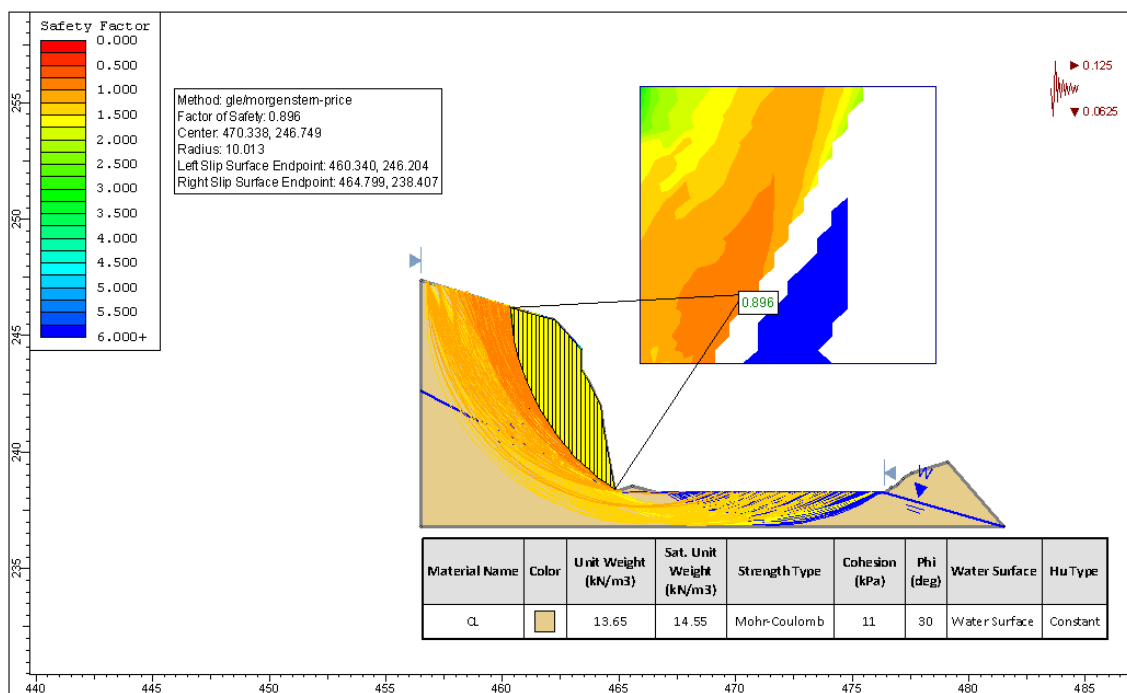 Safety Factor
0.000
0.500
1.000
1.500
2.000
2.500
3.000
3.500
4.000
4.500
5.000
5.500
6.000+
Method: gle/morgenstern-price
Factor of Safety: 0.896
Center: 470.338, 246.749
Radius: 10.013
Left Slip Surface Endpoint: 460.340, 246.204
Right Slip Surface Endpoint: 464.799, 238.407
0.125
0.0625
0.896
W
255
250
245
240
235
Material Name Color Unit Weight (kN/m3) Sat. Unit Weight (kN/m3) Strength Type Cohesion (kPa) Phi (deg) Water Surface Hu Type
CL 13.65 14.55 Mohr-Coulomb 11 30 Water Surface Constant
440 445 450 455 460 465 470 475 480 485